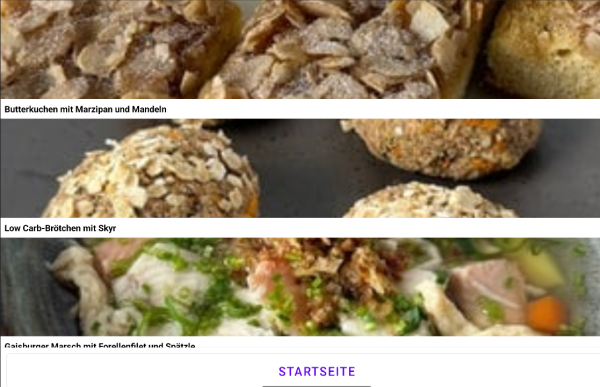 Butterkuchen mit Marzipan und Mandeln
Low Carb-Brötchen mit Skyr
Gaisburger Marsch mit Forellenfilet und Spätzle
STARTSEITE